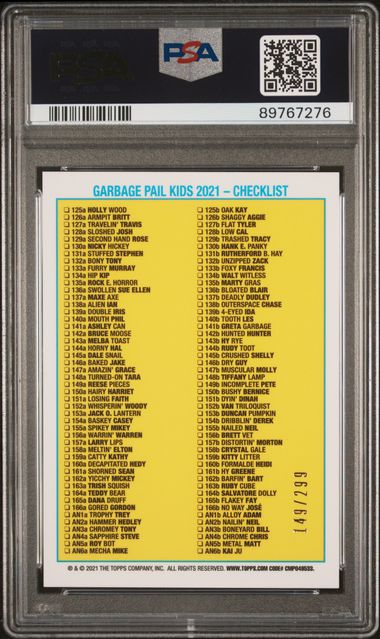 PSA
PSA
89767276
GARBAGE PAIL KIDS 2021 – CHECKLIST
125a HOLLY WOOD
126a ARMPIT BRITT
127a TRAVELIN' TRAVIS
128a SLOSHED JOSH
129a SECOND HAND ROSE
130a NICKY HICKEY
131a STUFFED STEPHEN
132a BONY TONY
133a FURRY MURRAY
134a HIP KIP
135a ROCK E. HORROR
136a SWOLLEN SUE ELLEN
137a MAXE AXE
138a ALIEN IAN
139a DOUBLE IRIS
140a MOUTH PHIL
141a ASHLEY CAN
142a BRUCE MOOSE
143a MELBA TOAST
144a HORNY HAL
145a DALE SNAIL
146a BAKED JAKE
147a AMAZIN' GRACE
148a TURNED-ON TARA
149a REESE PIECES
150a HAIRY HARRIET
151a LOSING FAITH
152a WHISPERIN' WOODY
153a JACK O. LANTERN
154a BASKEY CASEY
155a SPIKEY MIKEY
156a WARRIN' WARREN
157a LARRY LIPS
158a MELTIN' ELTON
159a CATTY KATHY
160a DECAPITATED HEDY
161a SHORNED SEAN
162a YICCHY MICKEY
163a TRISH SQUISH
164a TEDDY BEAR
165a DANA DRUFF
166a GORED GORDON
AN1a TROPHY TREY
AN2a HAMMER HEDLEY
AN3a CHROMEY TONY
AN4a SAPPHIRE STEVE
AN5a ROY BOT
AN6a MECHA MIKE
125b OAK KAY
126b SHAGGY AGGIE
127b FLAT TYLER
128b LOW CAL
129b TRASHED TRACY
130b HANK E. PANKY
131b RUTHERFORD B. HAY
132b UNZIPPED ZACK
133b FOXY FRANCIS
134b WALT WITLESS
135b MARTY GRAS
136b BLOATED BLAIR
137b DEADLY DUDLEY
138b OUTERSPACE CHASE
139b 4-EYED IDA
140b TOOTH LES
141b GRETA GARBAGE
142b HUNTED HUNTER
143b HY RYE
144b RUDY TOOT
145b CRUSHED SHELLY
146b DRY GUY
147b MUSCULAR MOLLY
148b TIFFANY LAMP
149b INCOMPLETE PETE
150b BUSHY BERNICE
151b DYIN' DINAH
152b VAN TRILOQUIST
153b DUNCAN PUMPKIN
154b DRIBBLIN' DEREK
155b NAILED NEIL
156b BRETT VET
157b DISTORTIN' MORTON
158b CRYSTAL GALE
159b KITTY LITTER
160b FORMALDE HEIDI
161b HY GHENNY
162b BARFIN' BART
163b RUBY CUBE
164b SALVADORE DOLLY
165b FLAKEY FAY
166b NO WAY JOSÉ
AN1b ALLOY ADAM
AN2b NAILIN' NEIL
AN3b BONEYARD BILL
AN4b CHROME CHRIS
AN5b METAL MATT
AN6b KAI JU
149/299
® & © 2021 THE TOPPS COMPANY, INC. ALL RIGHTS RESERVED. WWW.TOPPS.COM CODE# CMP048533.